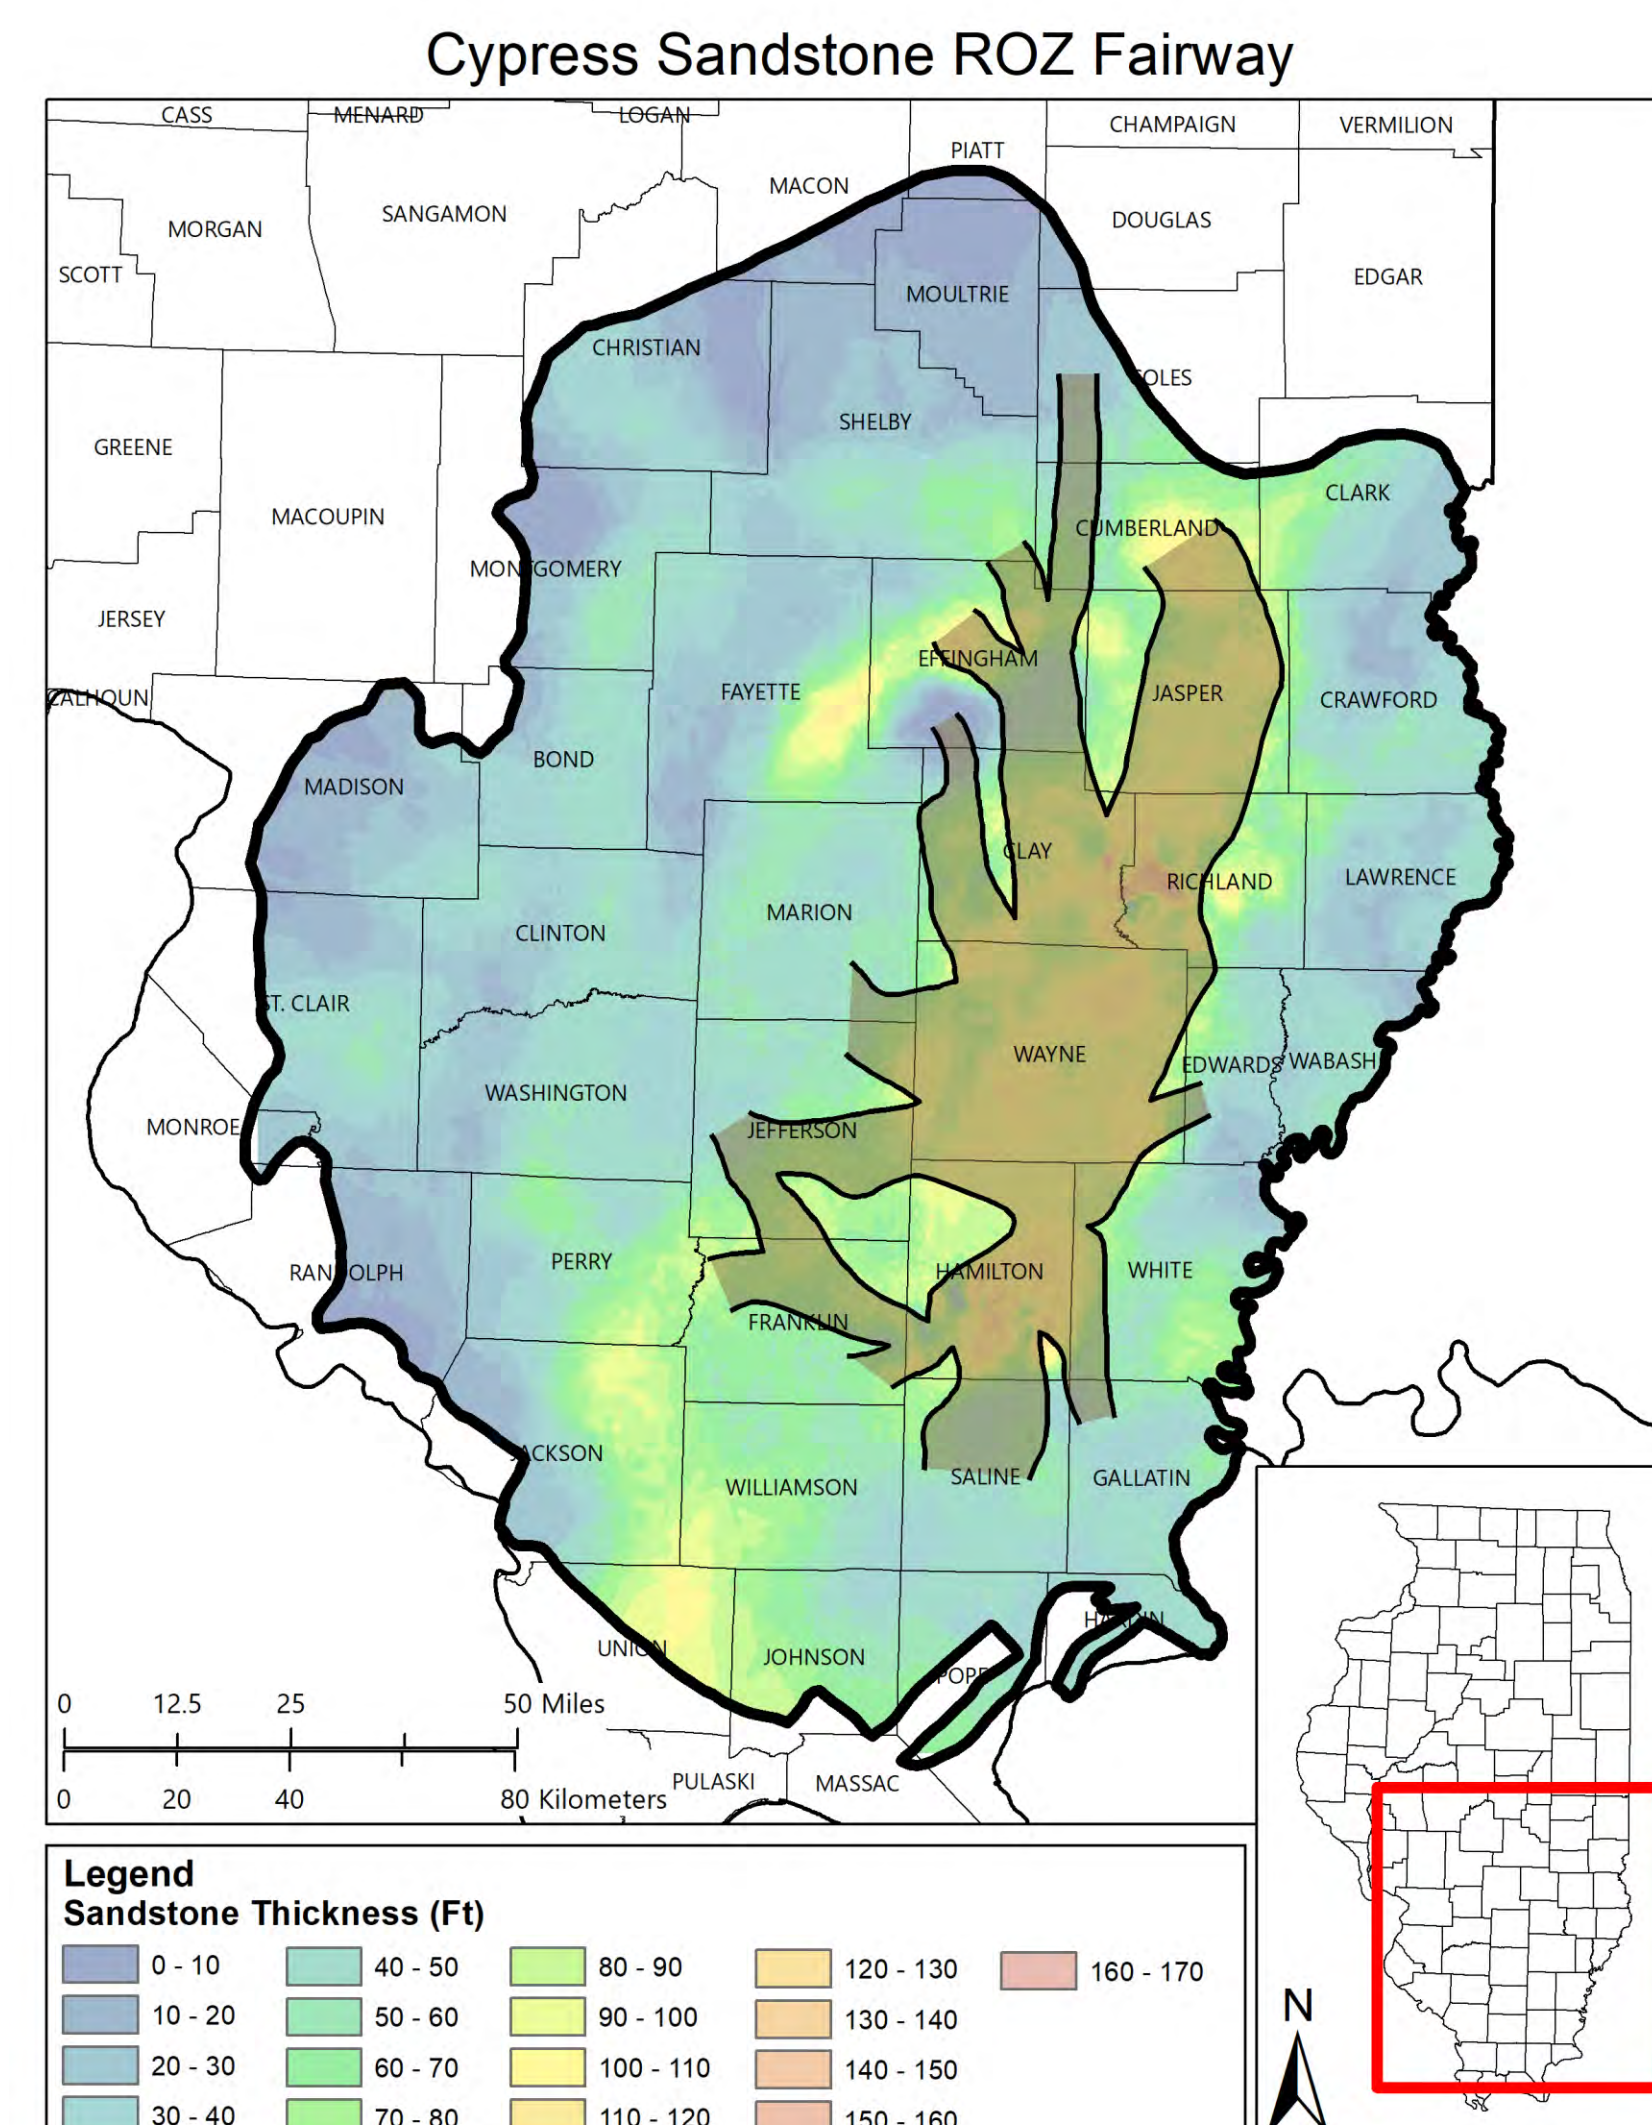 Cypress Sandstone ROZ Fairway
CASS
MENARD
LOGAN
CHAMPAIGN
VERMILION
PIATT
MACON
SANGAMON
MORGAN
DOUGLAS
SCOTT
EDGAR
MOULTRIE
CHRISTIAN
COLES
SHELBY
GREENE
CLARK
MACOUPIN
CUMBERLAND
MONTGOMERY
JERSEY
EFFINGHAM
FAYETTE
JASPER
CALHOUN
CRAWFORD
BOND
MADISON
CLAY
RICHLAND
LAWRENCE
MARION
CLINTON
ST. CLAIR
WAYNE
EDWARDS
WABASH
WASHINGTON
MONROE
JEFFERSON
PERRY
RANDOLPH
HAMILTON
WHITE
FRANKLIN
JACKSON
WILLIAMSON
SALINE
GALLATIN
HARDIN
UNION
JOHNSON
POPE
0 12.5 25 50 Miles
PULASKI
MASSAC
0 20 40 80 Kilometers
Legend
Sandstone Thickness (Ft)
0 - 10 40 - 50 80 - 90 120 - 130 160 - 170
10 - 20 50 - 60 90 - 100 130 - 140
20 - 30 60 - 70 100 - 110 140 - 150
30 - 40 70 - 80 110 - 120 150 - 160
N